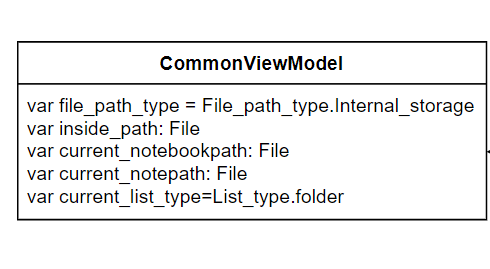 CommonViewModel
var file_path_type = File_path_type.Internal_storage
var inside_path: File
var current_notebookpath: File
var current_notepath: File
var current_list_type=List_type.folder